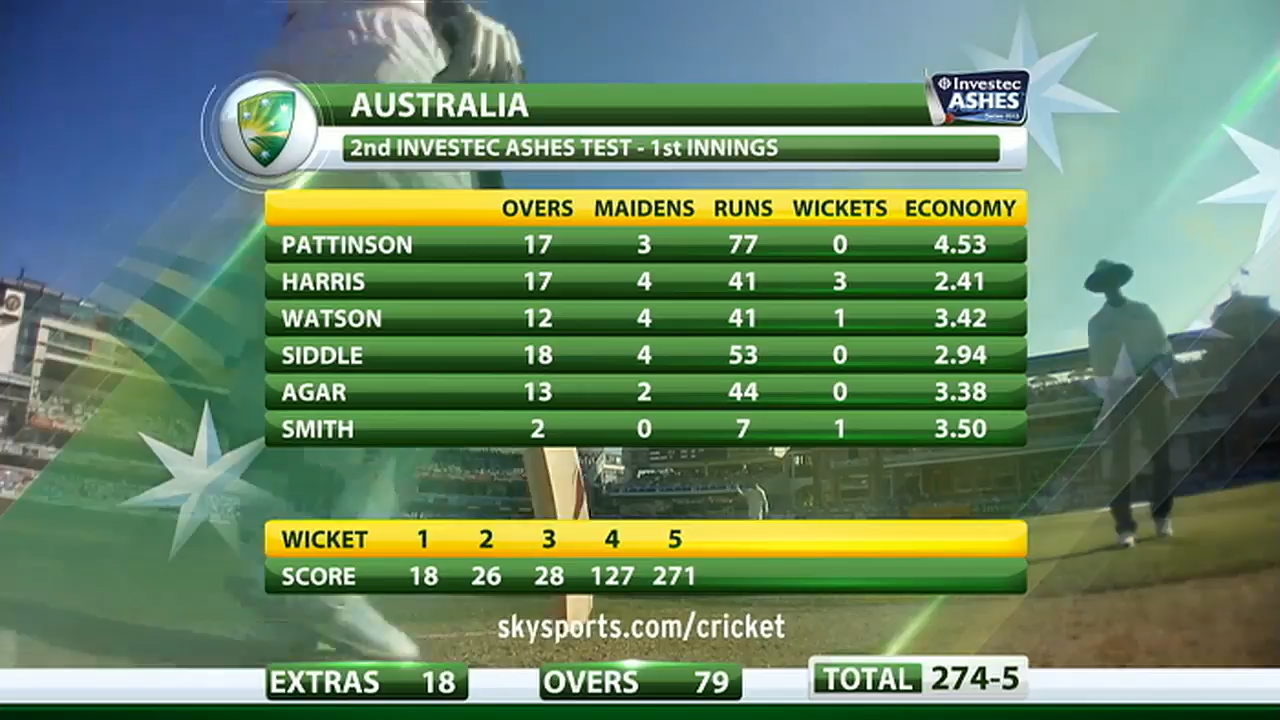 AUSTRALIA
Investec
ASHES
2nd INVESTEC ASHES TEST - 1st INNINGS
OVERS MAIDENS RUNS WICKETS ECONOMY
PATTINSON 17 3 77 0 4.53
HARRIS 17 4 41 3 2.41
WATSON 12 4 41 1 3.42
SIDDLE 18 4 53 0 2.94
AGAR 13 2 44 0 3.38
SMITH 2 0 7 1 3.50
WICKET 1 2 3 4 5
SCORE 18 26 28 127 271
skysports.com/cricket
EXTRAS 18 OVERS 79 TOTAL 274-5